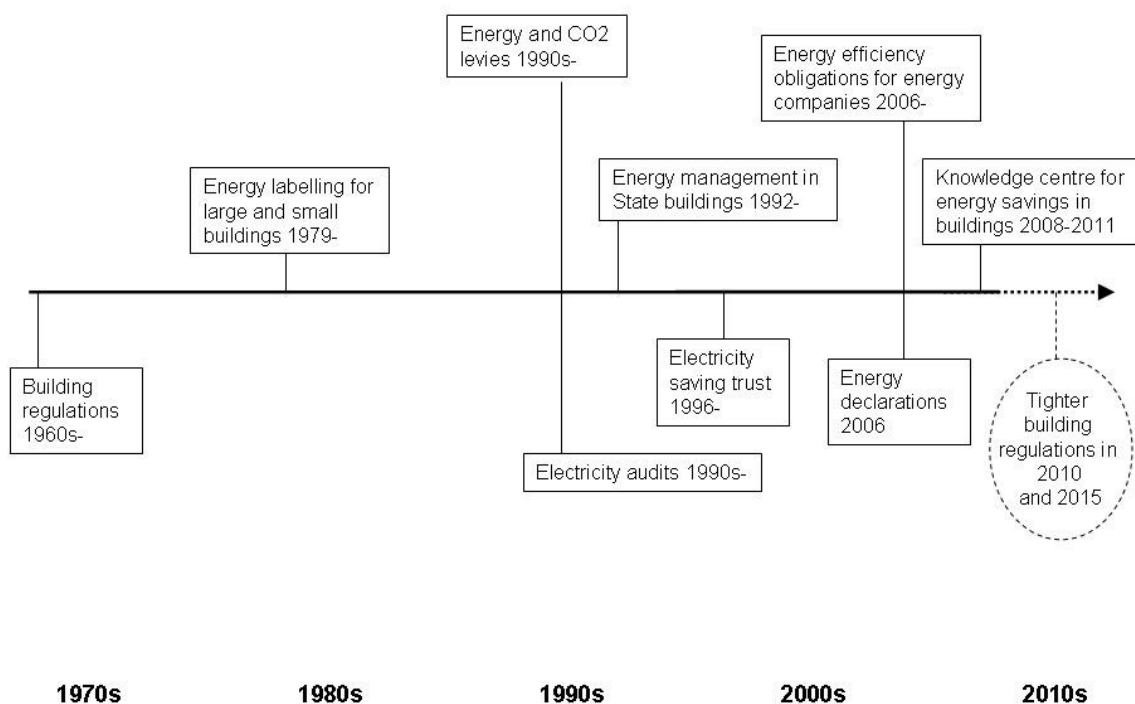 Energy and CO2
levies 1990s-
Energy efficiency
obligations for energy
companies 2006-
Energy labelling for
large and small
buildings 1979-
Energy management in
State buildings 1992-
Knowledge centre for
energy savings in
buildings 2008-2011
Building
regulations
1960s-
Electricity
saving trust
1996-
Energy
declarations
2006
Tighter
building
regulations in
2010
and 2015
Electricity audits 1990s-
1970s 1980s 1990s 2000s 2010s